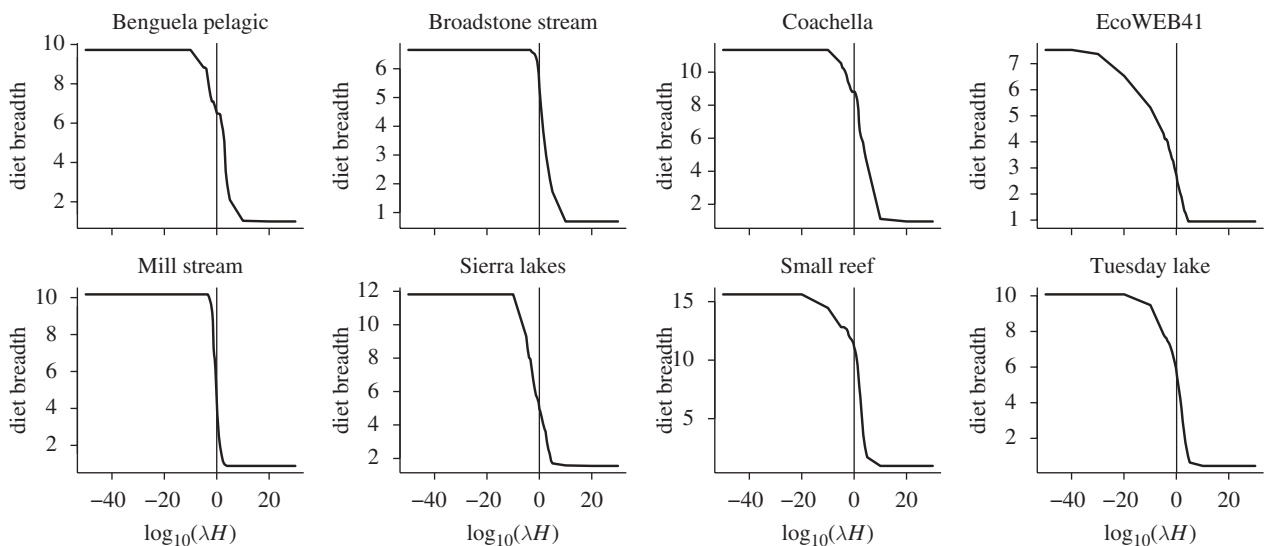 Benguela pelagic
Broadstone stream
Coachella
EcoWEB41
10
8
6
4
2
diet breadth
6
5
4
3
2
1
diet breadth
10
8
6
4
2
diet breadth
7
6
5
4
3
2
1
diet breadth
Mill stream
Sierra lakes
Small reef
Tuesday lake
10
8
6
4
2
diet breadth
12
10
8
6
4
2
diet breadth
15
10
5
diet breadth
10
8
6
4
2
diet breadth
−40 −20 0 20
−40 −20 0 20
−40 −20 0 20
−40 −20 0 20
log₁₀(λH)
log₁₀(λH)
log₁₀(λH)
log₁₀(λH)